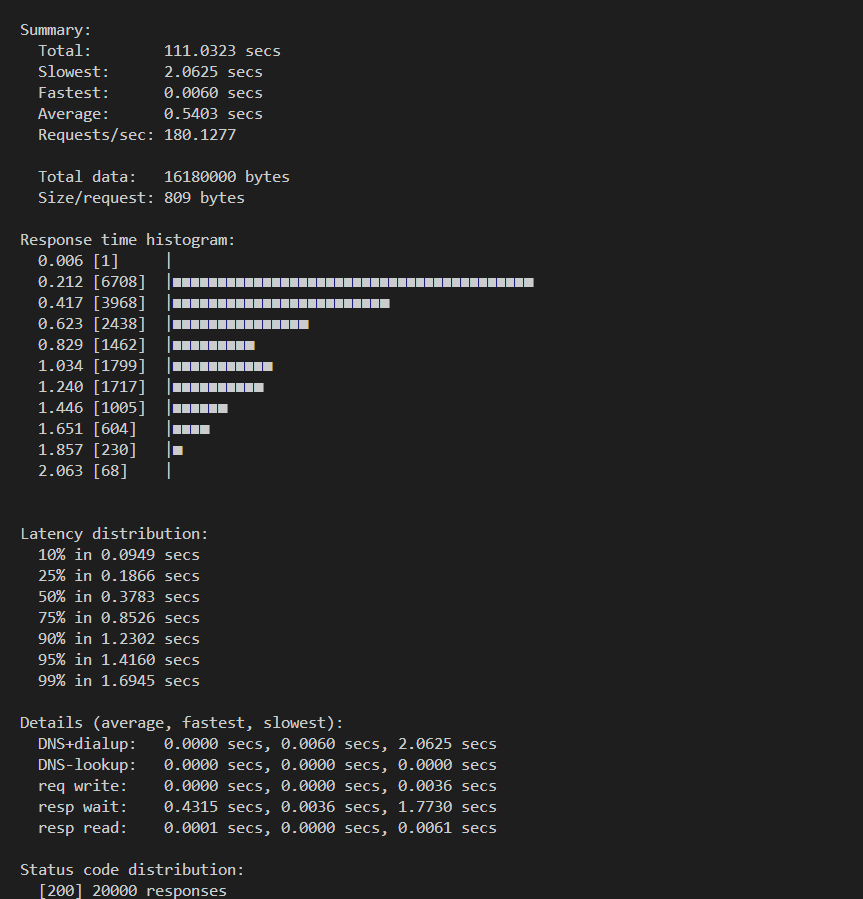 Summary:
  Total:        111.0323 secs
  Slowest:      2.0625 secs
  Fastest:      0.0060 secs
  Average:      0.5403 secs
  Requests/sec: 180.1277

  Total data:   16180000 bytes
  Size/request: 809 bytes

Response time histogram:
  0.006 [1]     |
  0.212 [6708]  |■■■■■■■■■■■■■■■■■■■■■■■■■■■■■■■■■■■■■■■■
  0.417 [3968]  |■■■■■■■■■■■■■■■■■■■■■■■■
  0.623 [2438]  |■■■■■■■■■■■■■■■
  0.829 [1462]  |■■■■■■■■■
  1.034 [1799]  |■■■■■■■■■■■
  1.240 [1717]  |■■■■■■■■■■
  1.446 [1005]  |■■■■■■
  1.651 [604]   |■■■■
  1.857 [230]   |■
  2.063 [68]    |

Latency distribution:
  10% in 0.0949 secs
  25% in 0.1866 secs
  50% in 0.3783 secs
  75% in 0.8526 secs
  90% in 1.2302 secs
  95% in 1.4160 secs
  99% in 1.6945 secs

Details (average, fastest, slowest):
  DNS+dialup:   0.0000 secs, 0.0060 secs, 2.0625 secs
  DNS-lookup:   0.0000 secs, 0.0000 secs, 0.0000 secs
  req write:    0.0000 secs, 0.0000 secs, 0.0036 secs
  resp wait:    0.4315 secs, 0.0036 secs, 1.7730 secs
  resp read:    0.0001 secs, 0.0000 secs, 0.0061 secs

Status code distribution:
  [200] 20000 responses